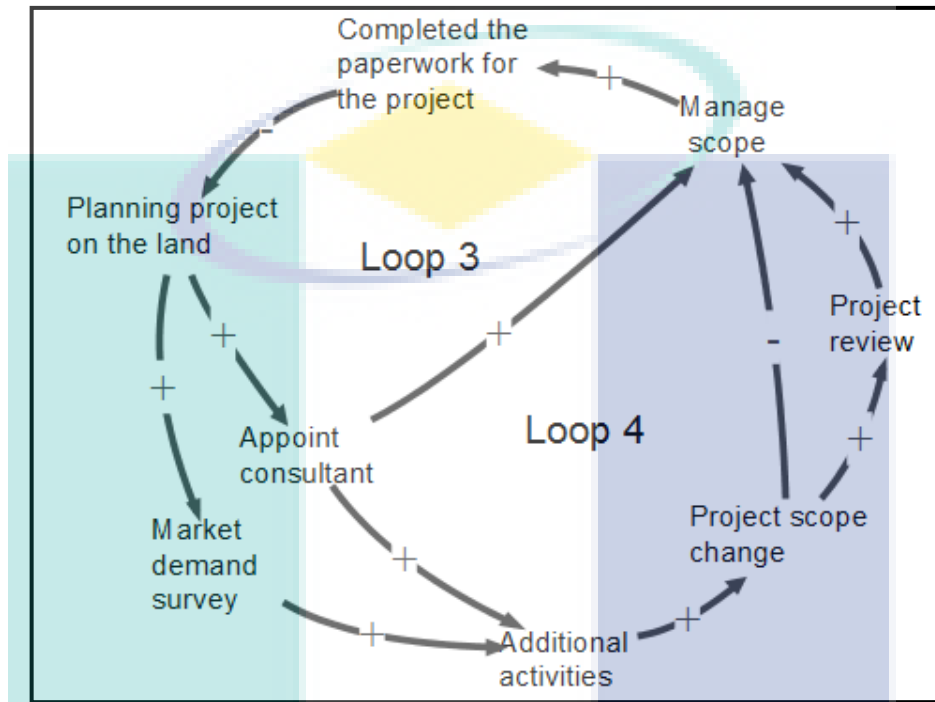 Completed the
paperwork for
the project
+
Manage
scope
-
Planning project
on the land
+
Loop 3
Project
review
+
+
-
+
Appoint
consultant
Loop 4
+
Market
demand
survey
Project scope
change
+
+
+
Additional
activities